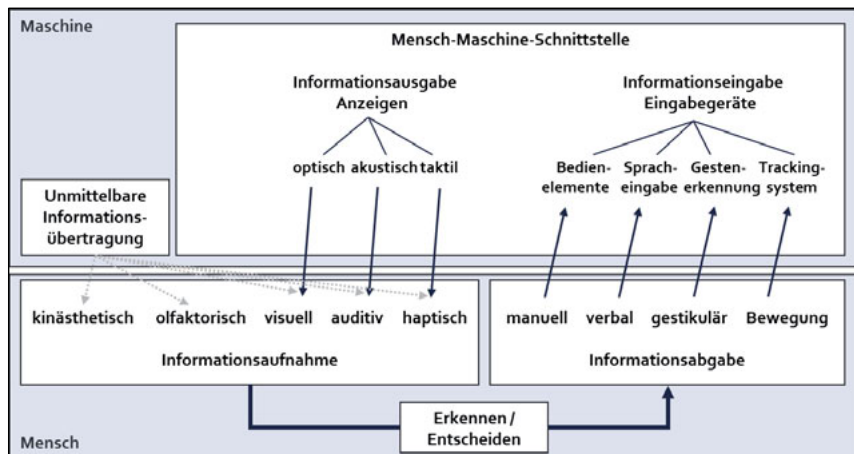 Maschine
Mensch-Maschine-Schnittstelle
Informationsausgabe
Anzeigen
optisch akustisch taktil
Informationseingabe
Eingabegeräte
Bedien-
elemente
Sprach-
eingabe
Gesten-
erkennung
Tracking-
system
Unmittelbare
Informations-
übertragung
kinästhetisch olfaktorisch visuell auditiv haptisch
Informationsaufnahme
manuell verbal gestikulär Bewegung
Informationsabgabe
Erkennen /
Entscheiden
Mensch